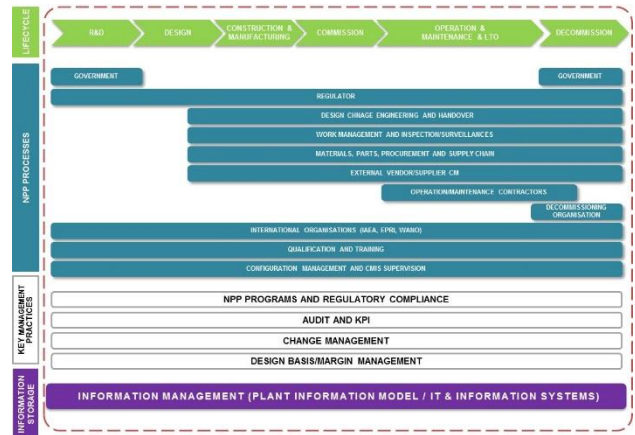 LIFECYCLE
R&D
DESIGN
CONSTRUCTION &
MANUFACTURING
COMMISSION
OPERATION &
MAINTENANCE & LTO
DECOMMISSION
NPP PROCESSES
GOVERNMENT
GOVERNMENT
REGULATOR
DESIGN CHNAGE ENGINEERING AND HANDOVER
WORK MANAGEMENT AND INSPECTION/SURVEILLANCES
MATERIALS, PARTS, PROCUREMENT AND SUPPLY CHAIN
EXTERNAL VENDOR/SUPPLIER CM
OPERATION/MAINTENANCE CONTRACTORS
DECOMMISSIONING
ORGANISATION
INTERNATIONAL ORGANISATIONS (IAEA, EPRI, WANO)
QUALIFICATION AND TRAINING
CONFIGURATION MANAGEMENT AND CMIS SUPERVISION
KEY MANAGEMENT
PRACTICES
NPP PROGRAMS AND REGULATORY COMPLIANCE
AUDIT AND KPI
CHANGE MANAGEMENT
DESIGN BASIS/MARGIN MANAGEMENT
INFORMATION
STORAGE
INFORMATION MANAGEMENT (PLANT INFORMATION MODEL / IT & INFORMATION SYSTEMS)